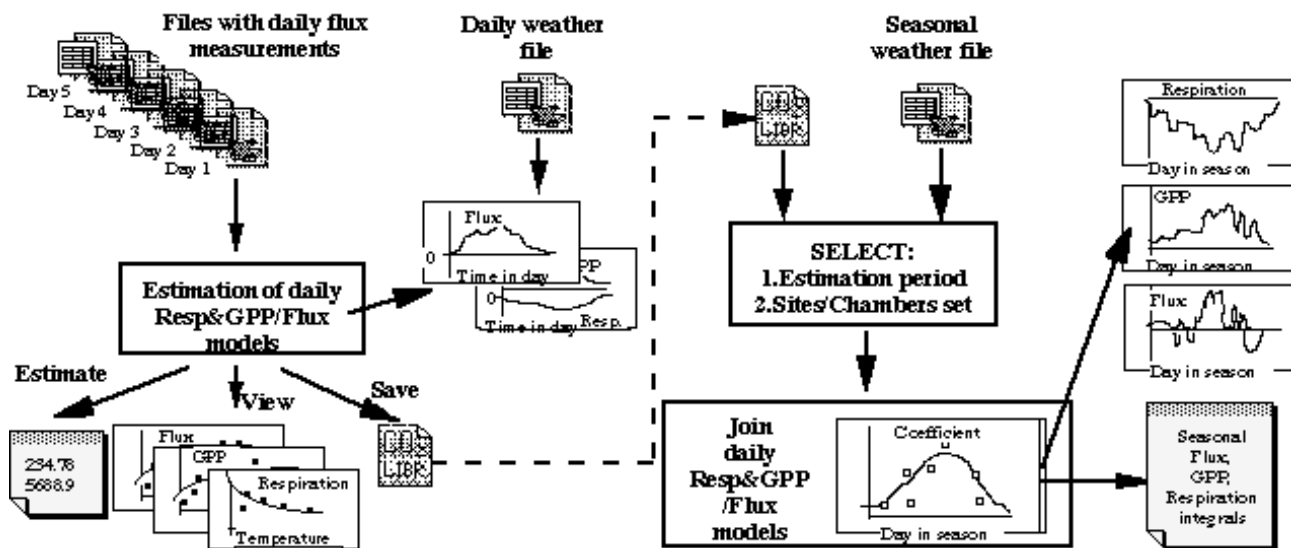 Files with daily flux
measurements
Daily weather
file
Seasonal
weather file
Day 5
Day 4
Day 3
Day 2
Day 1
LIBR
Respiration
Day in season
GPP
Day in season
Flux
Day in season
Flux
0
Time in day
0
Time in day
Resp.
SELECT:
1.Estimation period
2.Sites/Chambers set
Estimation of daily
Resp&GPP/Flux
models
Estimate
View
Save
234.78
5688.9
Flux
GPP
Respiration
Temperature
LIBR
Join
daily
Resp&GPP
/Flux
models
Coefficient
Day in season
Seasonal
Flux,
GPP,
Respiration
integrals